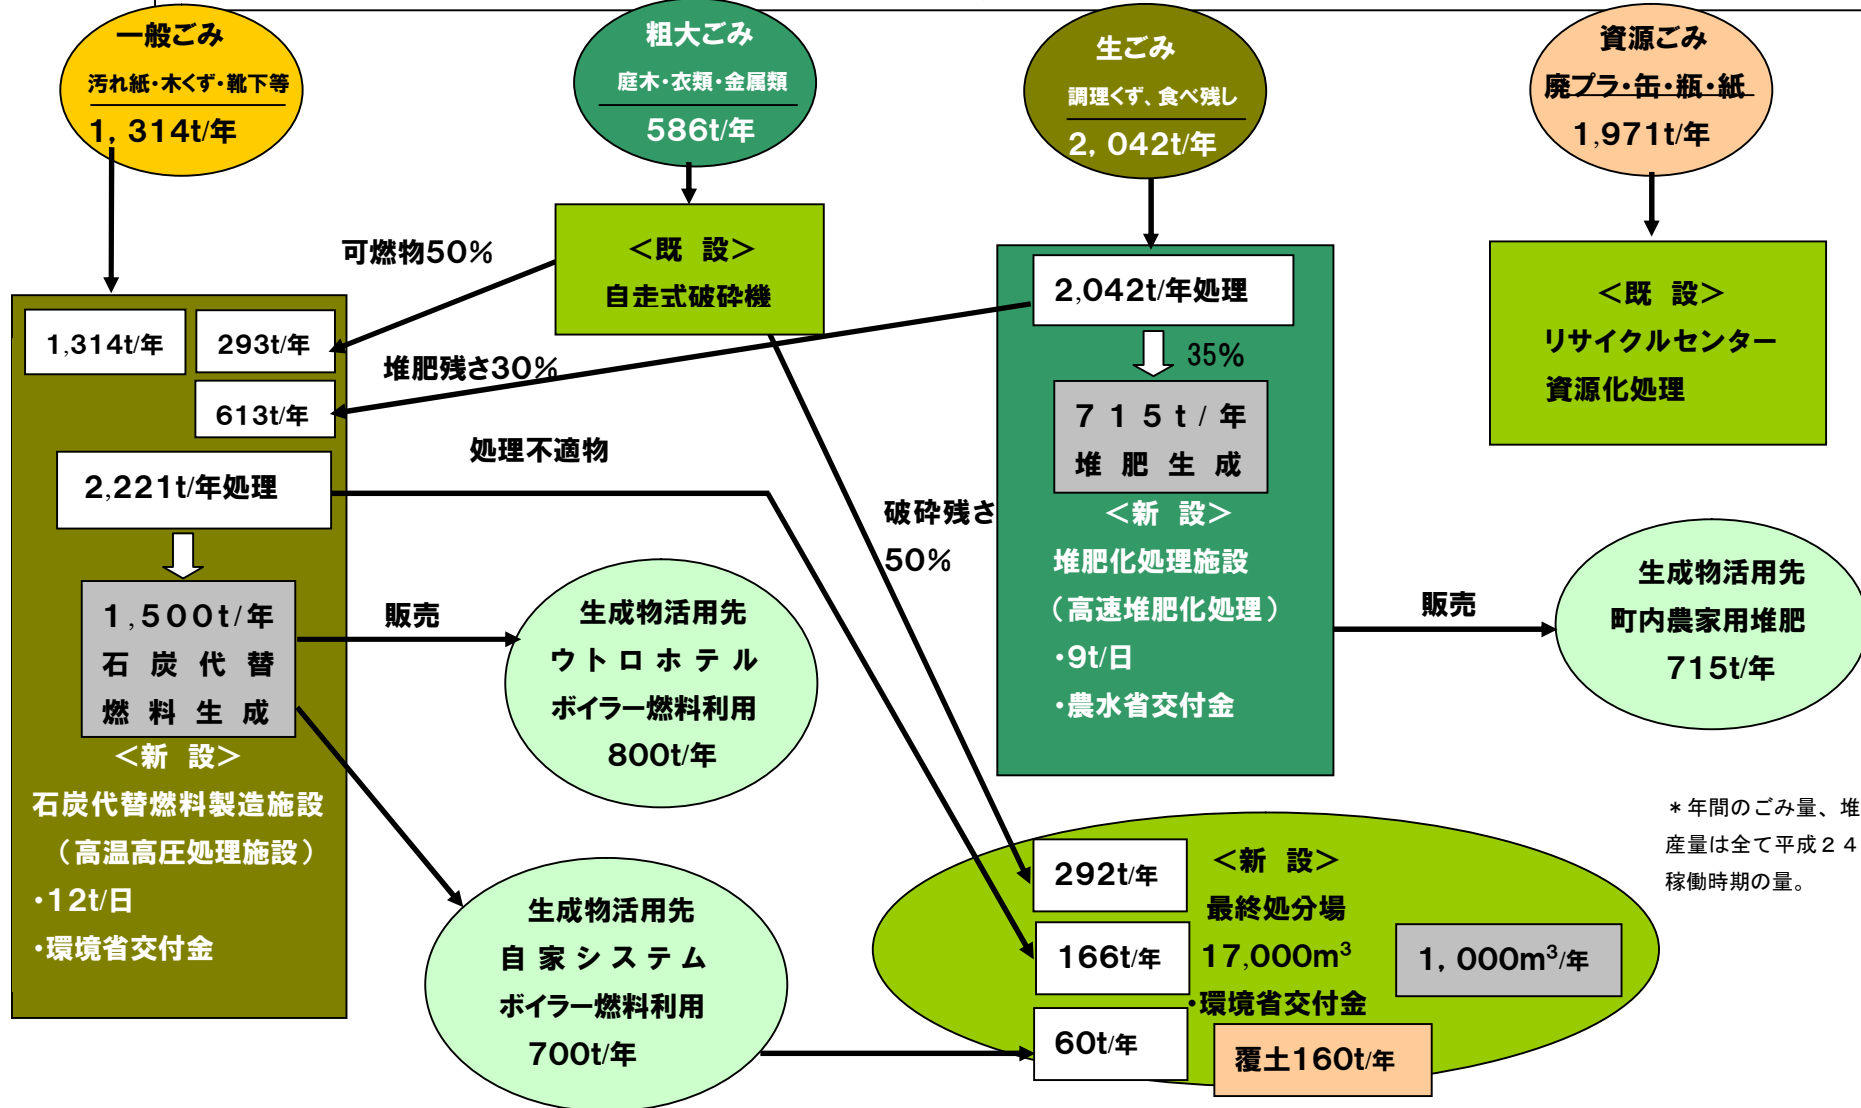 一般ごみ
汚れ紙・木くず・靴下等
1, 314t/年
粗大ごみ
庭木・衣類・金属類
586t/年
生ごみ
調理くず、食べ残し
2, 042t/年
資源ごみ
廃プラ・缶・瓶・紙
1,971t/年
可燃物50%
＜既 設＞
自走式破砕機
2,042t/年処理
35%
７１５ｔ/年
堆肥生成
＜新 設＞
堆肥化処理施設
（高速堆肥化処理）
・9t/日
・農水省交付金
＜既 設＞
リサイクルセンター
資源化処理
1,314t/年
293t/年
堆肥残さ30%
613t/年
処理不適物
2,221t/年処理
破砕残さ
50%
1,500t/年
石炭代替
燃料生成
＜新 設＞
石炭代替燃料製造施設
（高温高圧処理施設）
・12t/日
・環境省交付金
販売
生成物活用先
ウトロホテル
ボイラー燃料利用
800t/年
販売
生成物活用先
町内農家用堆肥
715t/年
生成物活用先
自家システム
ボイラー燃料利用
700t/年
292t/年
166t/年
60t/年
＜新 設＞
最終処分場
17,000m³
・環境省交付金
1, 000m³/年
覆土160t/年
＊年間のごみ量、堆
産量は全て平成２４
稼働時期の量。